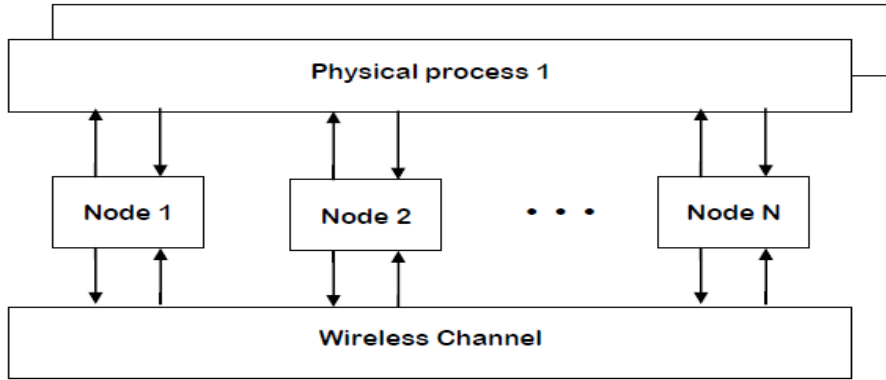 Physical process 1
Node 1
Node 2
• • •
Node N
Wireless Channel